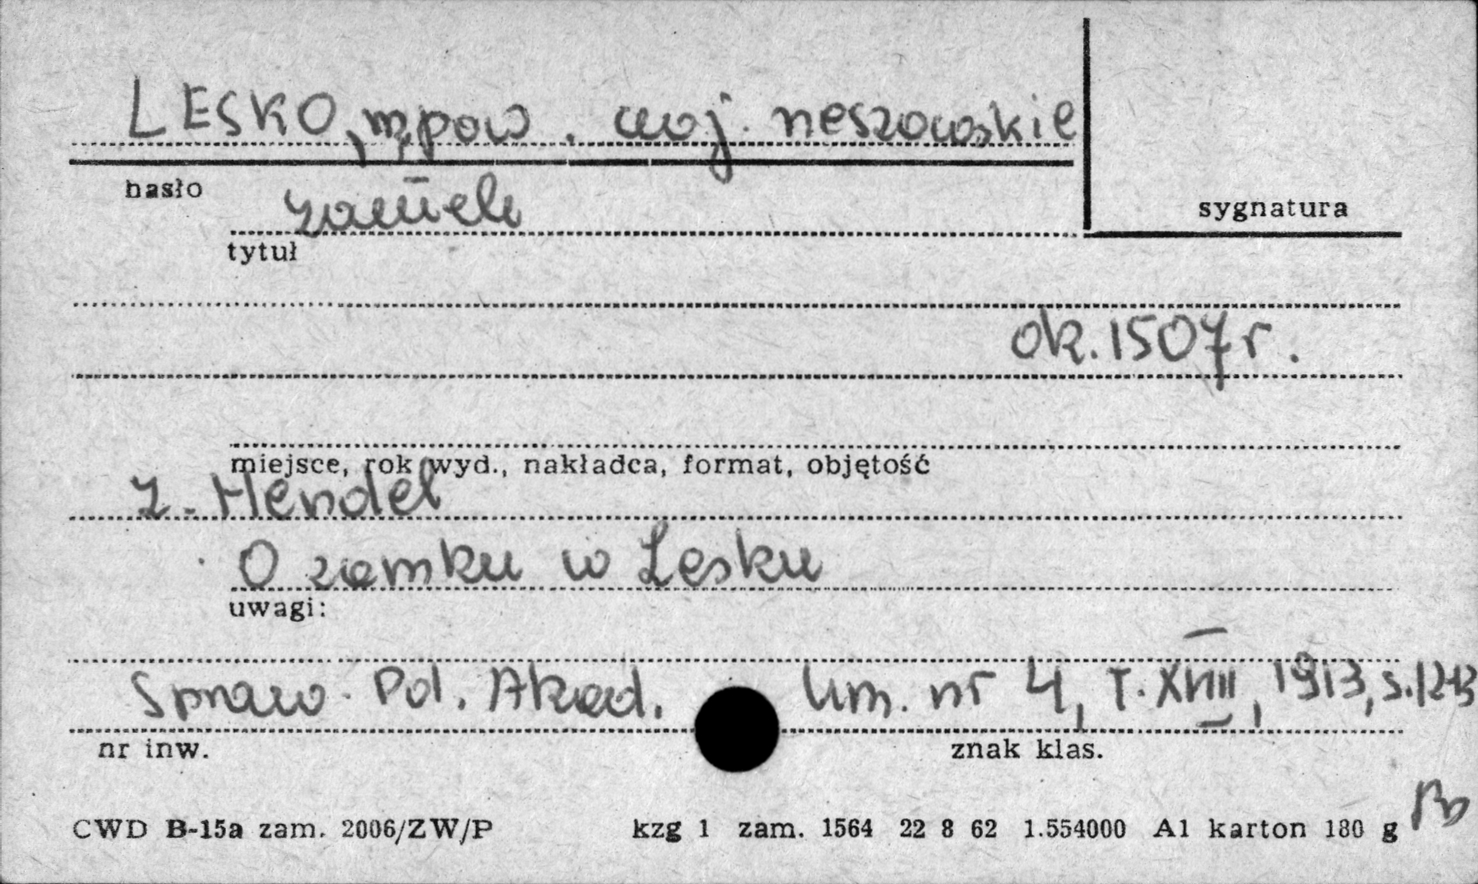 LESKO, m. pow. woj. rzeszowskie
hasło
zamek
sygnatura
tytuł
ok. 1507 r.
miejsce, rok wyd., nakładca, format, objętość
Z. Hendel
O zamku w Lesku
uwagi:
Spraw. Pol. Akad. Um. nr 4, T. XVIII, 1913, s. 12-13
nr inw.
znak klas.
CWD B-15a zam. 2006/ZW/P kzg 1 zam. 1564 22 8 62 1.554000 A1 karton 180 g